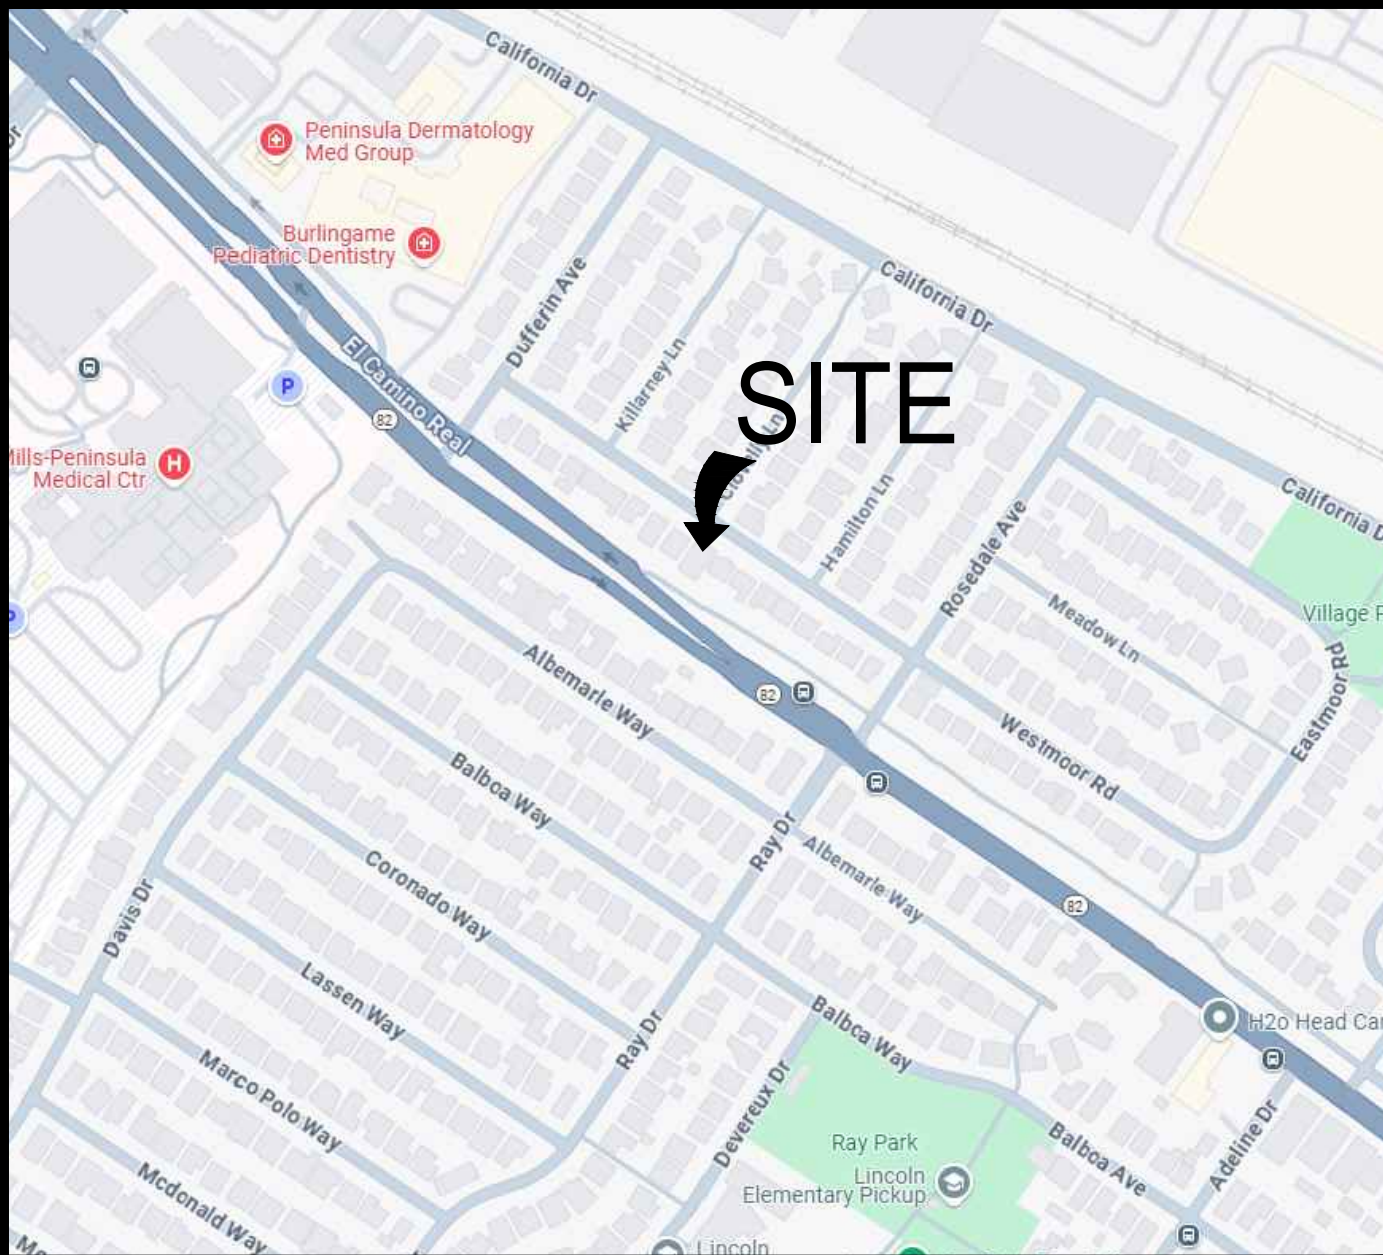 California Dr
Peninsula Dermatology
Med Group
Burlingame
Pediatric Dentistry
Dufferin Ave
California Dr
El Camino Real
Killarney Ln
SITE
P
82
Mills-Peninsula
Medical Ctr
H
Hamilton Ln
Rosedale Ave
California D
Village P
Meadow Ln
Eastmoor Rd
Albemarle Way
82
Westmoor Rd
Balboa Way
Ray Dr
Albemarle Way
Coronado Way
82
Davis Dr
Lassen Way
Ray Dr
Balboa Way
H2o Head Car
Marco Polo Way
Devereux Dr
Ray Park
Lincoln
Elementary Pickup
Balboa Ave
Adeline Dr
Mcdonald Way
Lincoln